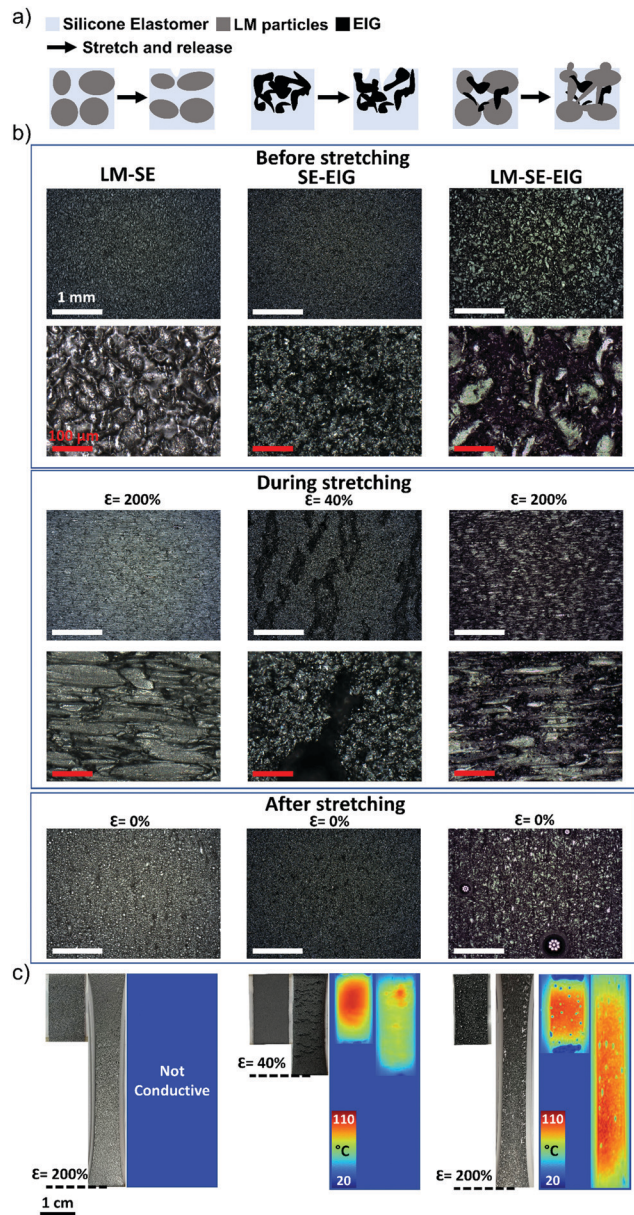 a)
Silicone Elastomer LM particles EIG
Stretch and release
b)
Before stretching
LM-SE SE-EIG LM-SE-EIG
1 mm
100 µm
During stretching
Ɛ= 200% Ɛ= 40% Ɛ= 200%
After stretching
Ɛ= 0% Ɛ= 0% Ɛ= 0%
c)
Not
Conductive
Ɛ= 40%
110
°C
20
110
°C
20
Ɛ= 200%
Ɛ= 200%
1 cm